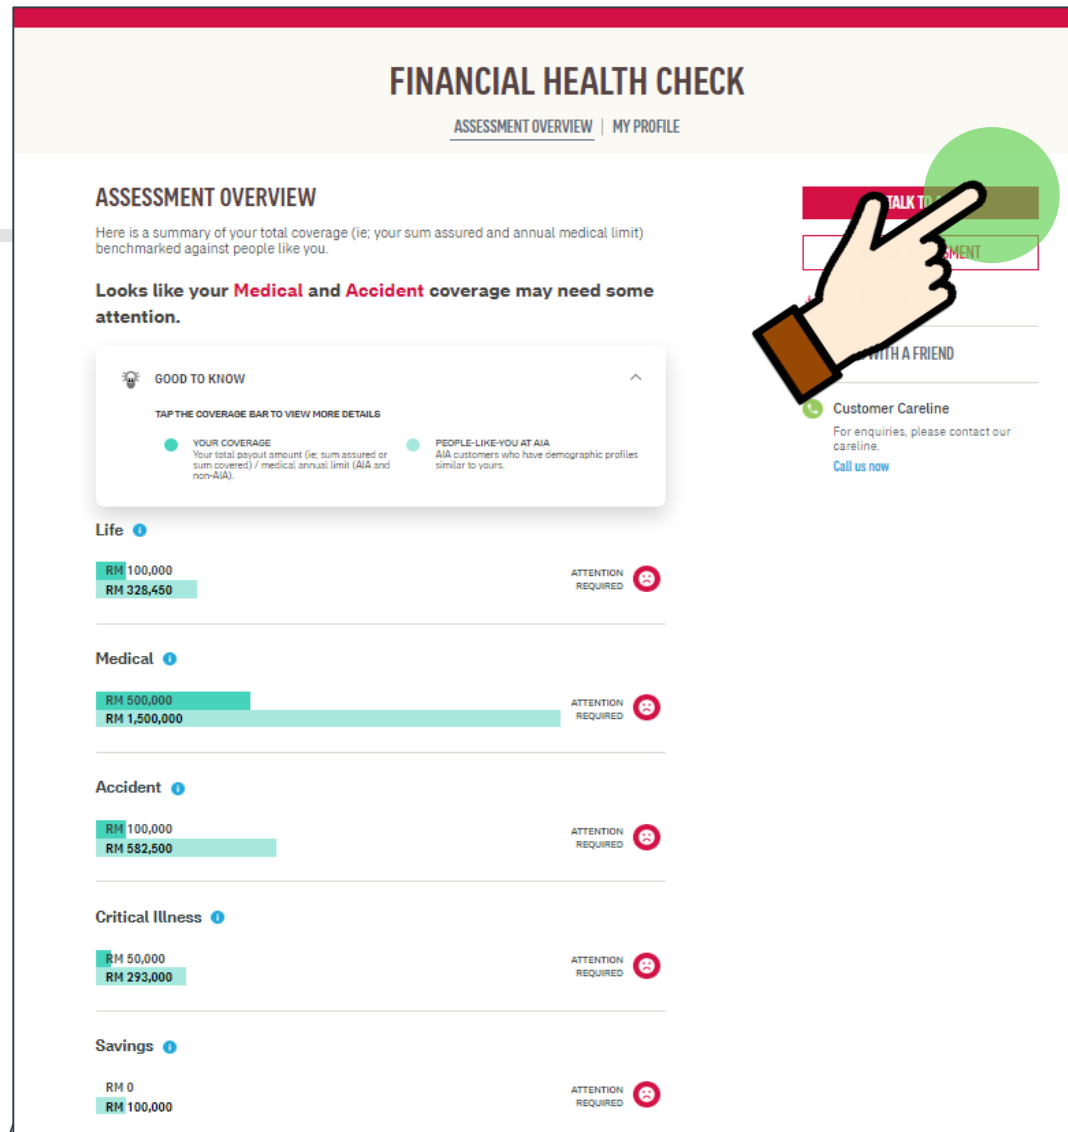 FINANCIAL HEALTH CHECK
ASSESSMENT OVERVIEW | MY PROFILE
ASSESSMENT OVERVIEW
Here is a summary of your total coverage (ie; your sum assured and annual medical limit)
benchmarked against people like you.
Looks like your Medical and Accident coverage may need some
attention.
GOOD TO KNOW
TAP THE COVERAGE BAR TO VIEW MORE DETAILS
YOUR COVERAGE
Your total payout amount (ie; sum assured or
sum covered) / medical annual limit (AIA and
non-AIA).
PEOPLE-LIKE-YOU AT AIA
AIA customers who have demographic profiles
similar to yours.
Life
RM 100,000
RM 328,450
ATTENTION
REQUIRED
Medical
RM 500,000
RM 1,500,000
ATTENTION
REQUIRED
Accident
RM 100,000
RM 582,500
ATTENTION
REQUIRED
Critical Illness
RM 50,000
RM 293,000
ATTENTION
REQUIRED
Savings
RM 0
RM 100,000
ATTENTION
REQUIRED
TALK
WITH A FRIEND
Customer Careline
For enquiries, please contact our
careline.
Call us now